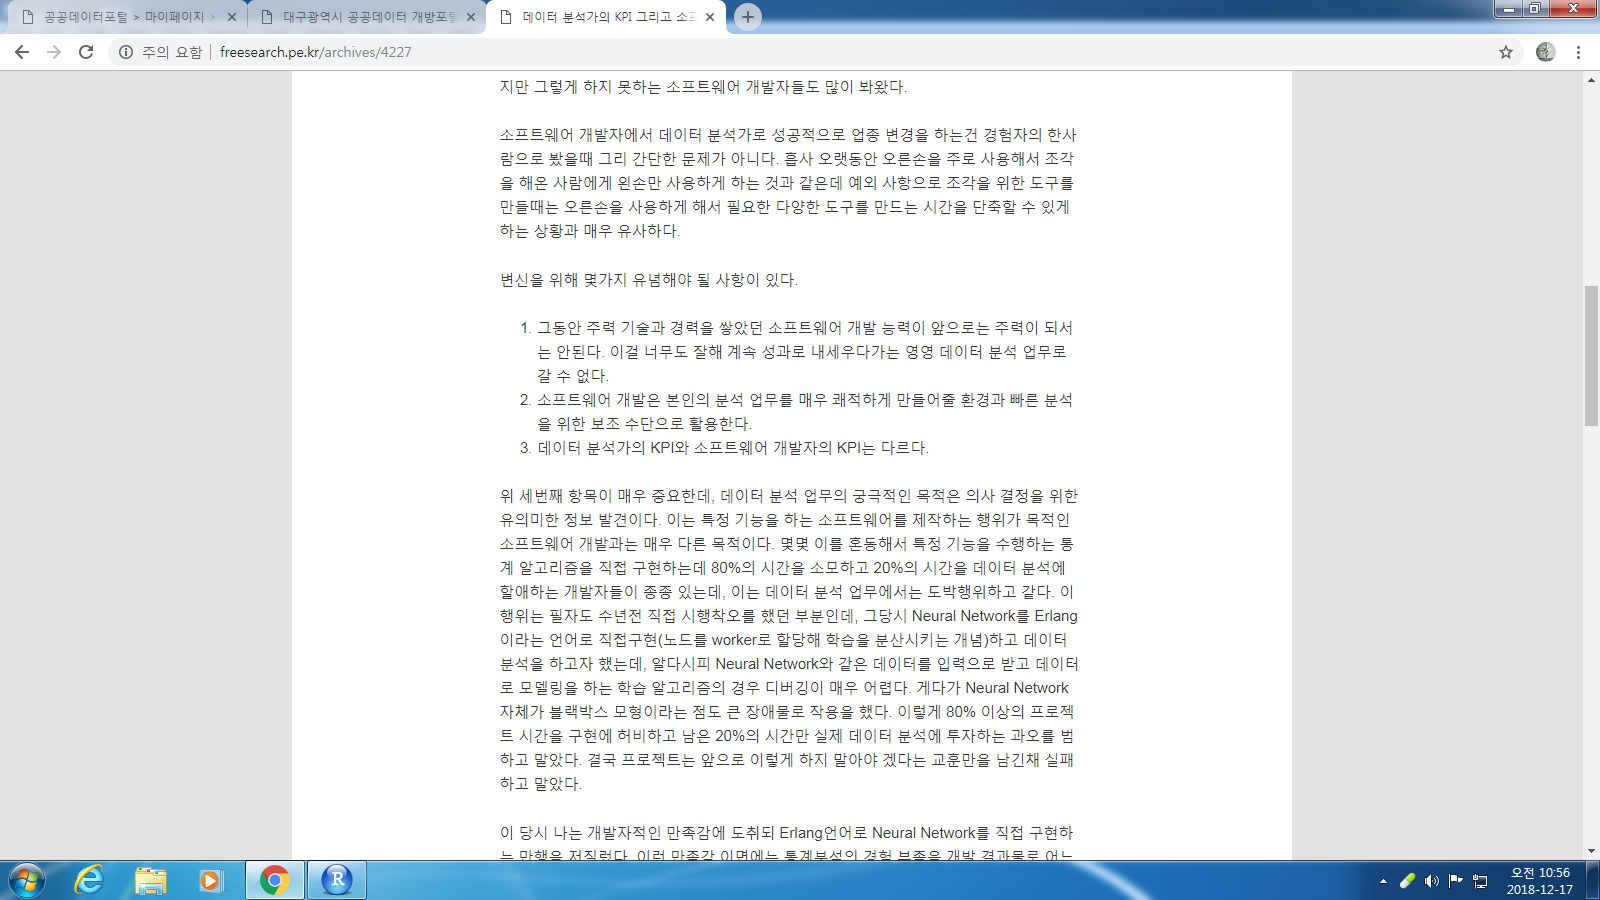 공공데이터포털 > 마이페이지 >
대구광역시 공공데이터 개방포털
데이터 분석가의 KPI 그리고 소프
주의 요함
freesearch.pe.kr/archives/4227
지만 그렇게 하지 못하는 소프트웨어 개발자들도 많이 봐왔다.
소프트웨어 개발자에서 데이터 분석가로 성공적으로 업종 변경을 하는건 경험자의 한사
람으로 봤을때 그리 간단한 문제가 아니다. 흡사 오랫동안 오른손을 주로 사용해서 조각
을 해온 사람에게 왼손만 사용하게 하는 것과 같은데 예외 사항으로 조각을 위한 도구를
만들때는 오른손을 사용하게 해서 필요한 다양한 도구를 만드는 시간을 단축할 수 있게
하는 상황과 매우 유사하다.
변신을 위해 몇가지 유념해야 될 사항이 있다.
1. 그동안 주력 기술과 경력을 쌓았던 소프트웨어 개발 능력이 앞으로는 주력이 되서
는 안된다. 이걸 너무도 잘해 계속 성과로 내세우다가는 영영 데이터 분석 업무로
갈 수 없다.
2. 소프트웨어 개발은 본인의 분석 업무를 매우 쾌적하게 만들어줄 환경과 빠른 분석
을 위한 보조 수단으로 활용한다.
3. 데이터 분석가의 KPI와 소프트웨어 개발자의 KPI는 다르다.
위 세번째 항목이 매우 중요한데, 데이터 분석 업무의 궁극적인 목적은 의사 결정을 위한
유의미한 정보 발견이다. 이는 특정 기능을 하는 소프트웨어를 제작하는 행위가 목적인
소프트웨어 개발과는 매우 다른 목적이다. 몇몇 이를 혼동해서 특정 기능을 수행하는 통
계 알고리즘을 직접 구현하는데 80%의 시간을 소모하고 20%의 시간을 데이터 분석에
할애하는 개발자들이 종종 있는데, 이는 데이터 분석 업무에서는 도박행위하고 같다. 이
행위는 필자도 수년전 직접 시행착오를 했던 부분인데, 그당시 Neural Network를 Erlang
이라는 언어로 직접구현(노드를 worker로 할당해 학습을 분산시키는 개념)하고 데이터
분석을 하고자 했는데, 알다시피 Neural Network와 같은 데이터를 입력으로 받고 데이터
로 모델링을 하는 학습 알고리즘의 경우 디버깅이 매우 어렵다. 게다가 Neural Network
자체가 블랙박스 모형이라는 점도 큰 장애물로 작용을 했다. 이렇게 80% 이상의 프로젝
트 시간을 구현에 허비하고 남은 20%의 시간만 실제 데이터 분석에 투자하는 과오를 범
하고 말았다. 결국 프로젝트는 앞으로 이렇게 하지 말아야 겠다는 교훈만을 남긴채 실패
하고 말았다.
이 당시 나는 개발자적인 만족감에 도취되 Erlang언어로 Neural Network를 직접 구현하
는 만행을 저질렀다. 이런 만족감 이면에는 통계분석의 경험 부족을 개발 결과물로 어느
오전 10:56
2018-12-17